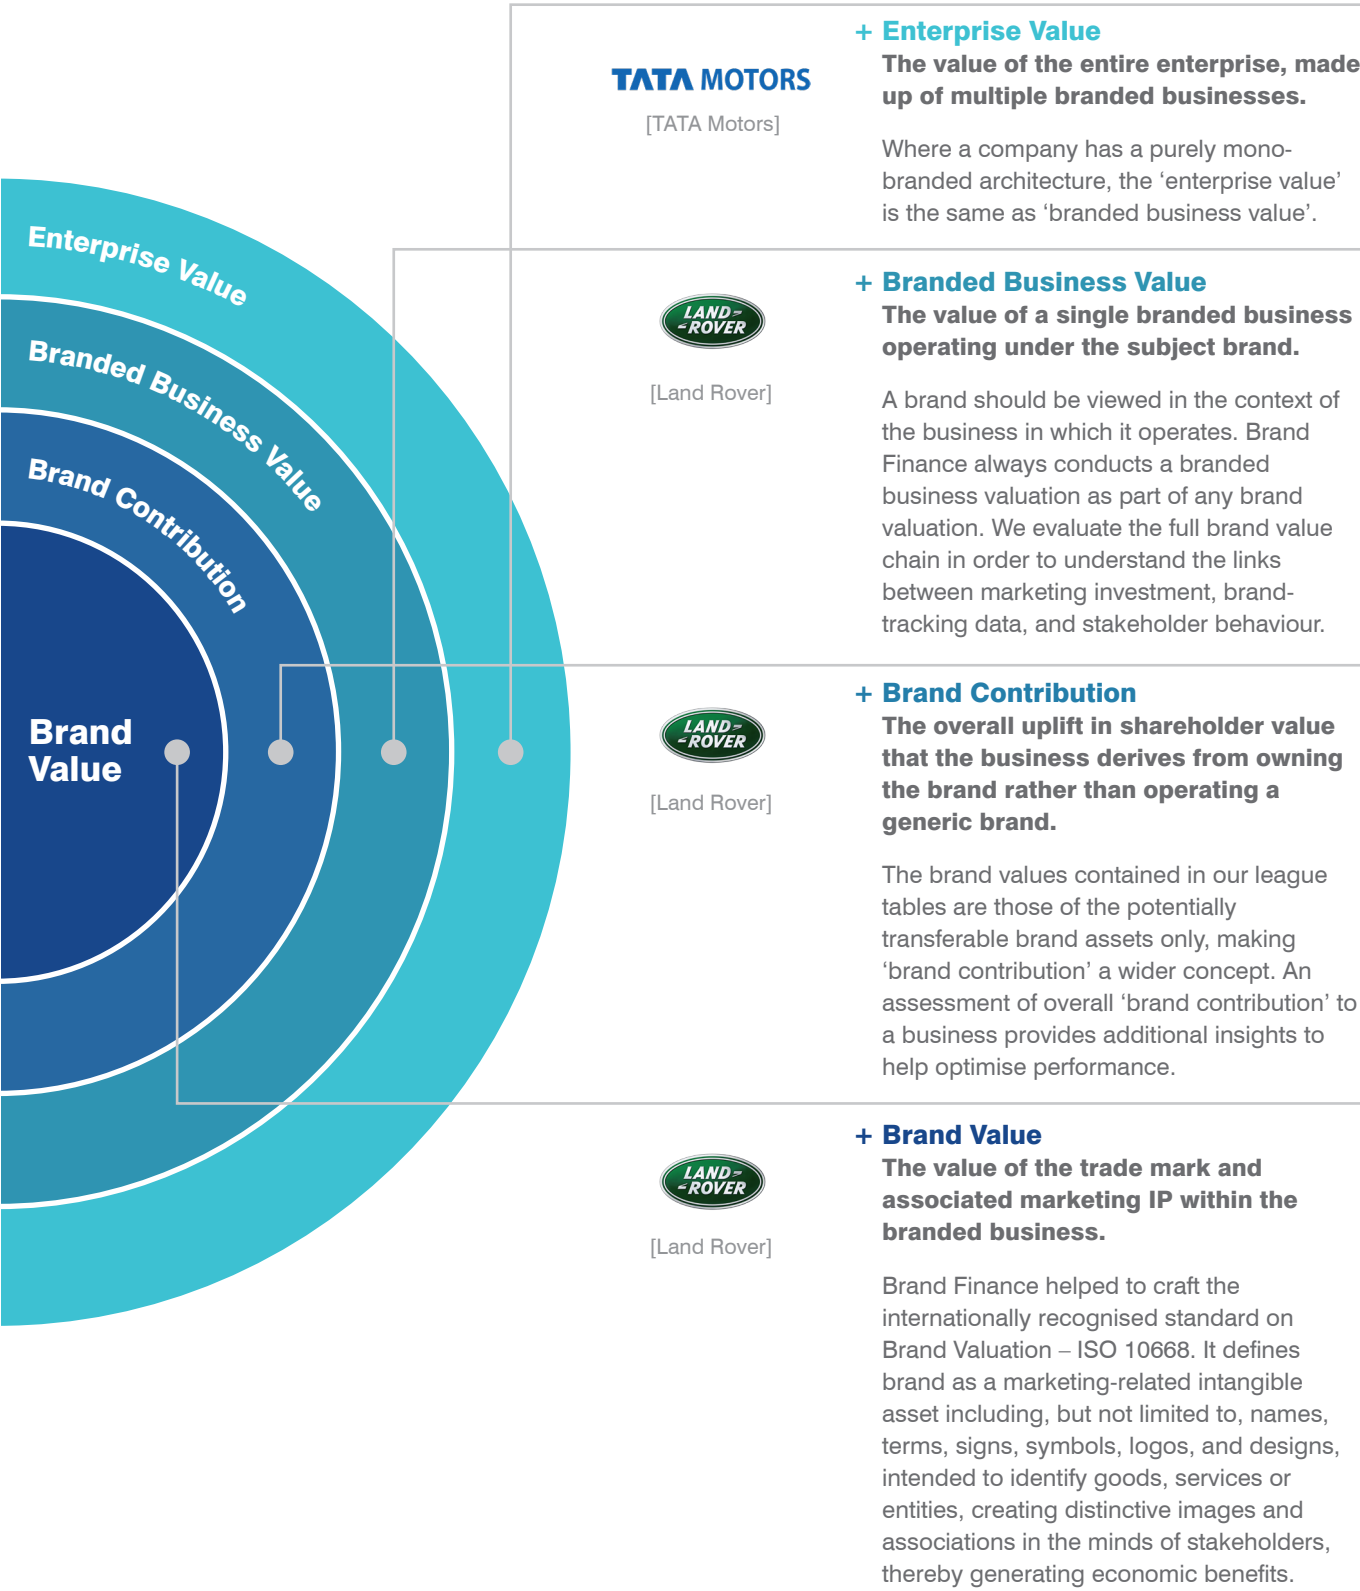 Enterprise Value
Branded Business Value
Brand Contribution
Brand
Value
TATA MOTORS
[TATA Motors]
+ Enterprise Value
The value of the entire enterprise, made
up of multiple branded businesses.
Where a company has a purely mono-
branded architecture, the ‘enterprise value’
is the same as ‘branded business value’.
LAND-
-ROVER
[Land Rover]
+ Branded Business Value
The value of a single branded business
operating under the subject brand.
A brand should be viewed in the context of
the business in which it operates. Brand
Finance always conducts a branded
business valuation as part of any brand
valuation. We evaluate the full brand value
chain in order to understand the links
between marketing investment, brand-
tracking data, and stakeholder behaviour.
LAND-
-ROVER
[Land Rover]
+ Brand Contribution
The overall uplift in shareholder value
that the business derives from owning
the brand rather than operating a
generic brand.
The brand values contained in our league
tables are those of the potentially
transferable brand assets only, making
‘brand contribution’ a wider concept. An
assessment of overall ‘brand contribution’ to
a business provides additional insights to
help optimise performance.
LAND-
-ROVER
[Land Rover]
+ Brand Value
The value of the trade mark and
associated marketing IP within the
branded business.
Brand Finance helped to craft the
internationally recognised standard on
Brand Valuation – ISO 10668. It defines
brand as a marketing-related intangible
asset including, but not limited to, names,
terms, signs, symbols, logos, and designs,
intended to identify goods, services or
entities, creating distinctive images and
associations in the minds of stakeholders,
thereby generating economic benefits.